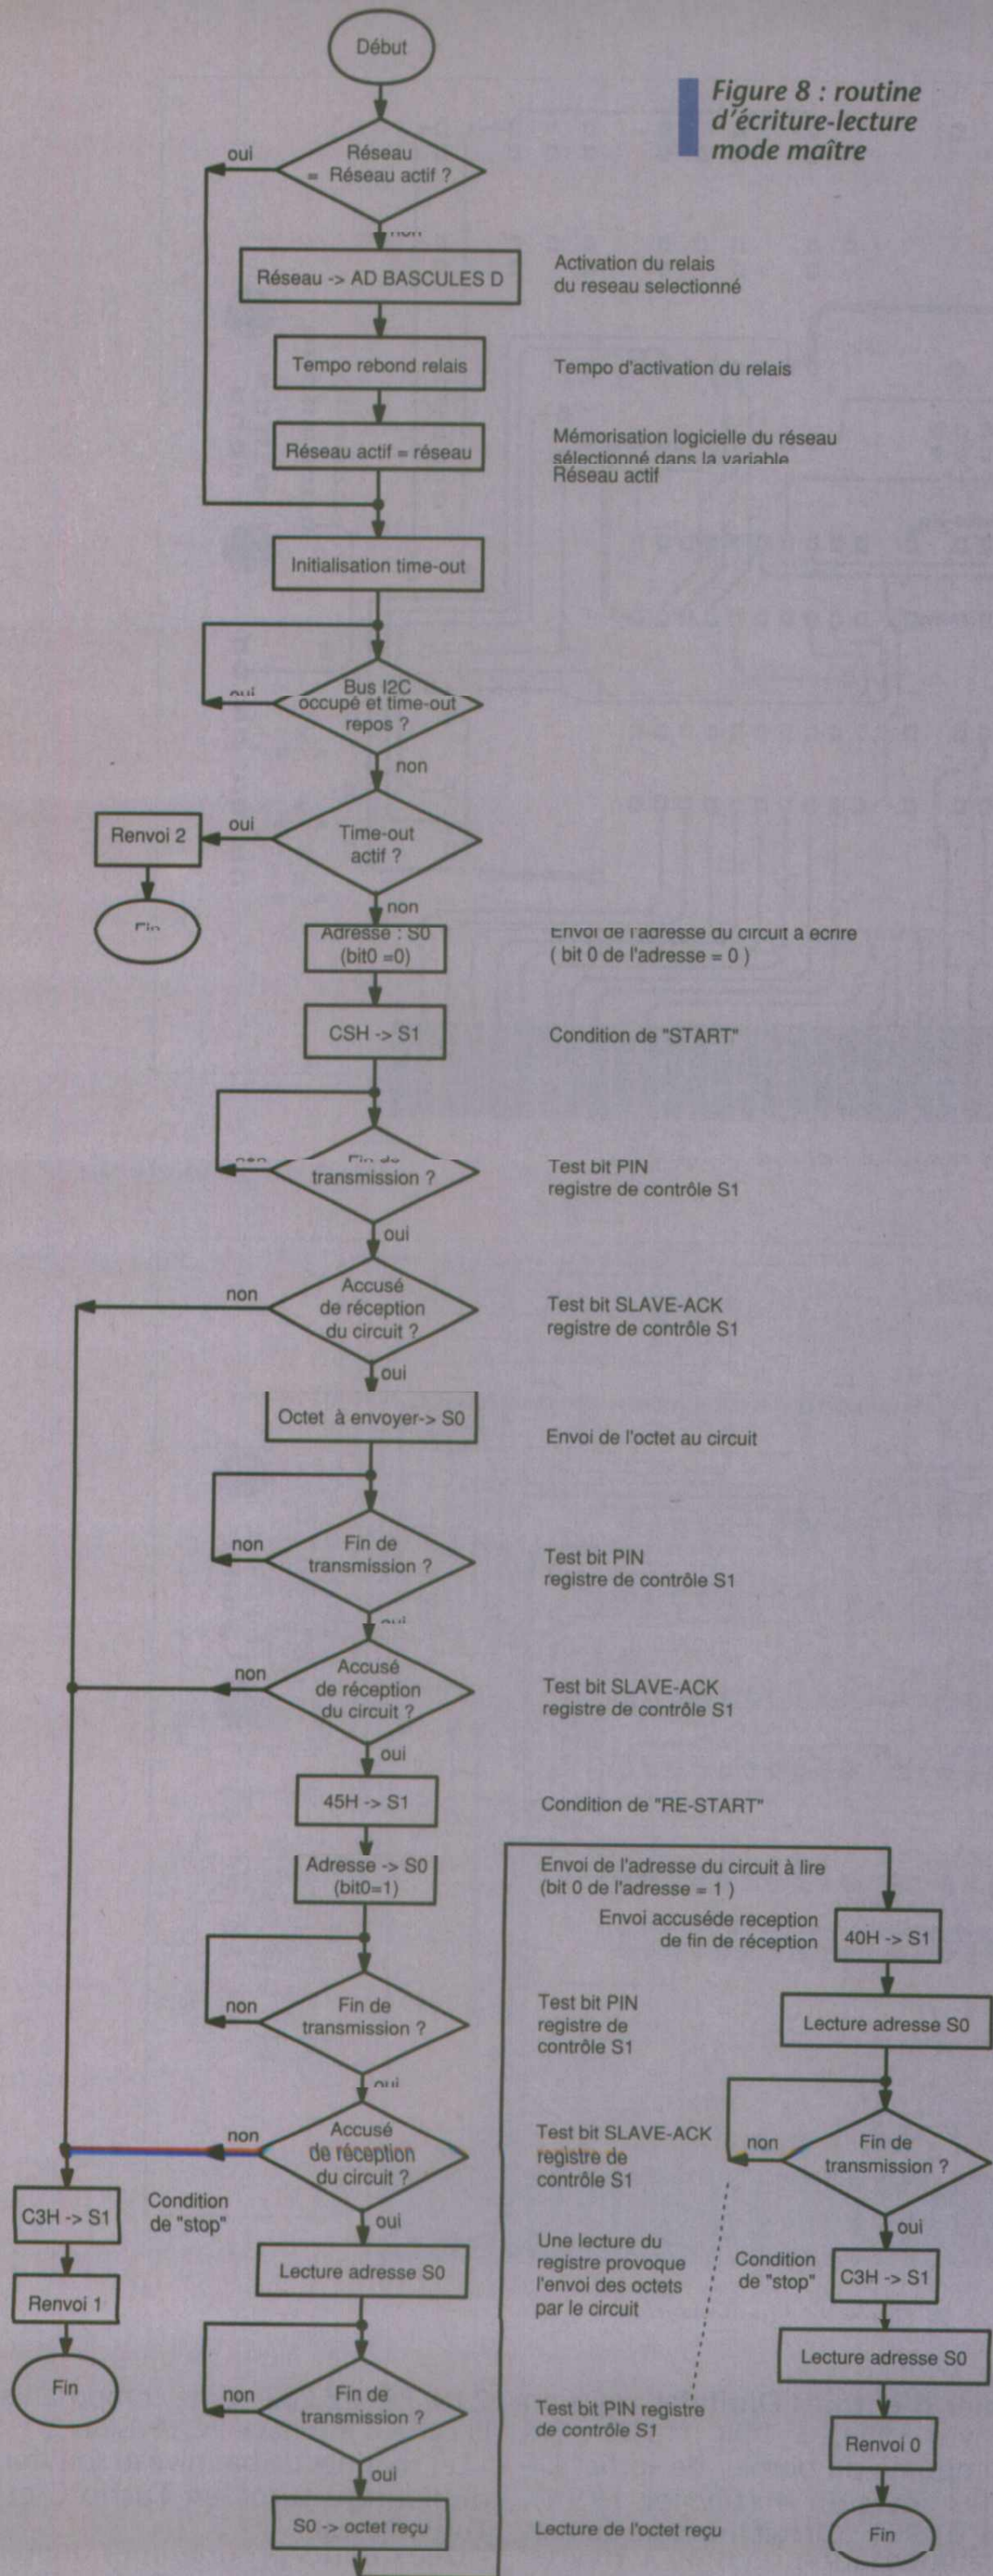 Début
Figure 8 : routine
d'écriture-lecture
mode maître
oui
Réseau
= Réseau actif ?
non
Réseau -> AD BASCULES D
Activation du relais
du reseau selectionné
Tempo rebond relais
Tempo d'activation du relais
Réseau actif = réseau
Mémorisation logicielle du réseau
sélectionné dans la variable
Réseau actif
Initialisation time-out
oui
Bus I2C
occupé et time-out
repos ?
non
Renvoi 2
oui
Time-out
actif ?
Fin
non
Adresse : S0
(bit0 =0)
Envoi de l'adresse du circuit a ecrire
( bit 0 de l'adresse = 0 )
CSH -> S1
Condition de "START"
non
Fin de
transmission ?
Test bit PIN
registre de contrôle S1
oui
non
Accusé
de réception
du circuit ?
Test bit SLAVE-ACK
registre de contrôle S1
oui
Octet à envoyer-> S0
Envoi de l'octet au circuit
non
Fin de
transmission ?
Test bit PIN
registre de contrôle S1
oui
non
Accusé
de réception
du circuit ?
Test bit SLAVE-ACK
registre de contrôle S1
oui
45H -> S1
Condition de "RE-START"
Adresse -> S0
(bit0=1)
Envoi de l'adresse du circuit à lire
(bit 0 de l'adresse = 1 )
Envoi accuséde reception
de fin de réception
40H -> S1
non
Fin de
transmission ?
Test bit PIN
registre de
contrôle S1
Lecture adresse S0
oui
non
Accusé
de réception
du circuit ?
Test bit SLAVE-ACK
registre de
contrôle S1
non
Fin de
transmission ?
C3H -> S1
Condition
de "stop"
oui
oui
Lecture adresse S0
Une lecture du
registre provoque
l'envoi des octets
par le circuit
Condition
de "stop"
C3H -> S1
Renvoi 1
Lecture adresse S0
Fin
non
Fin de
transmission ?
Test bit PIN registre
de contrôle S1
Renvoi 0
oui
S0 -> octet reçu
Lecture de l'octet reçu
Fin